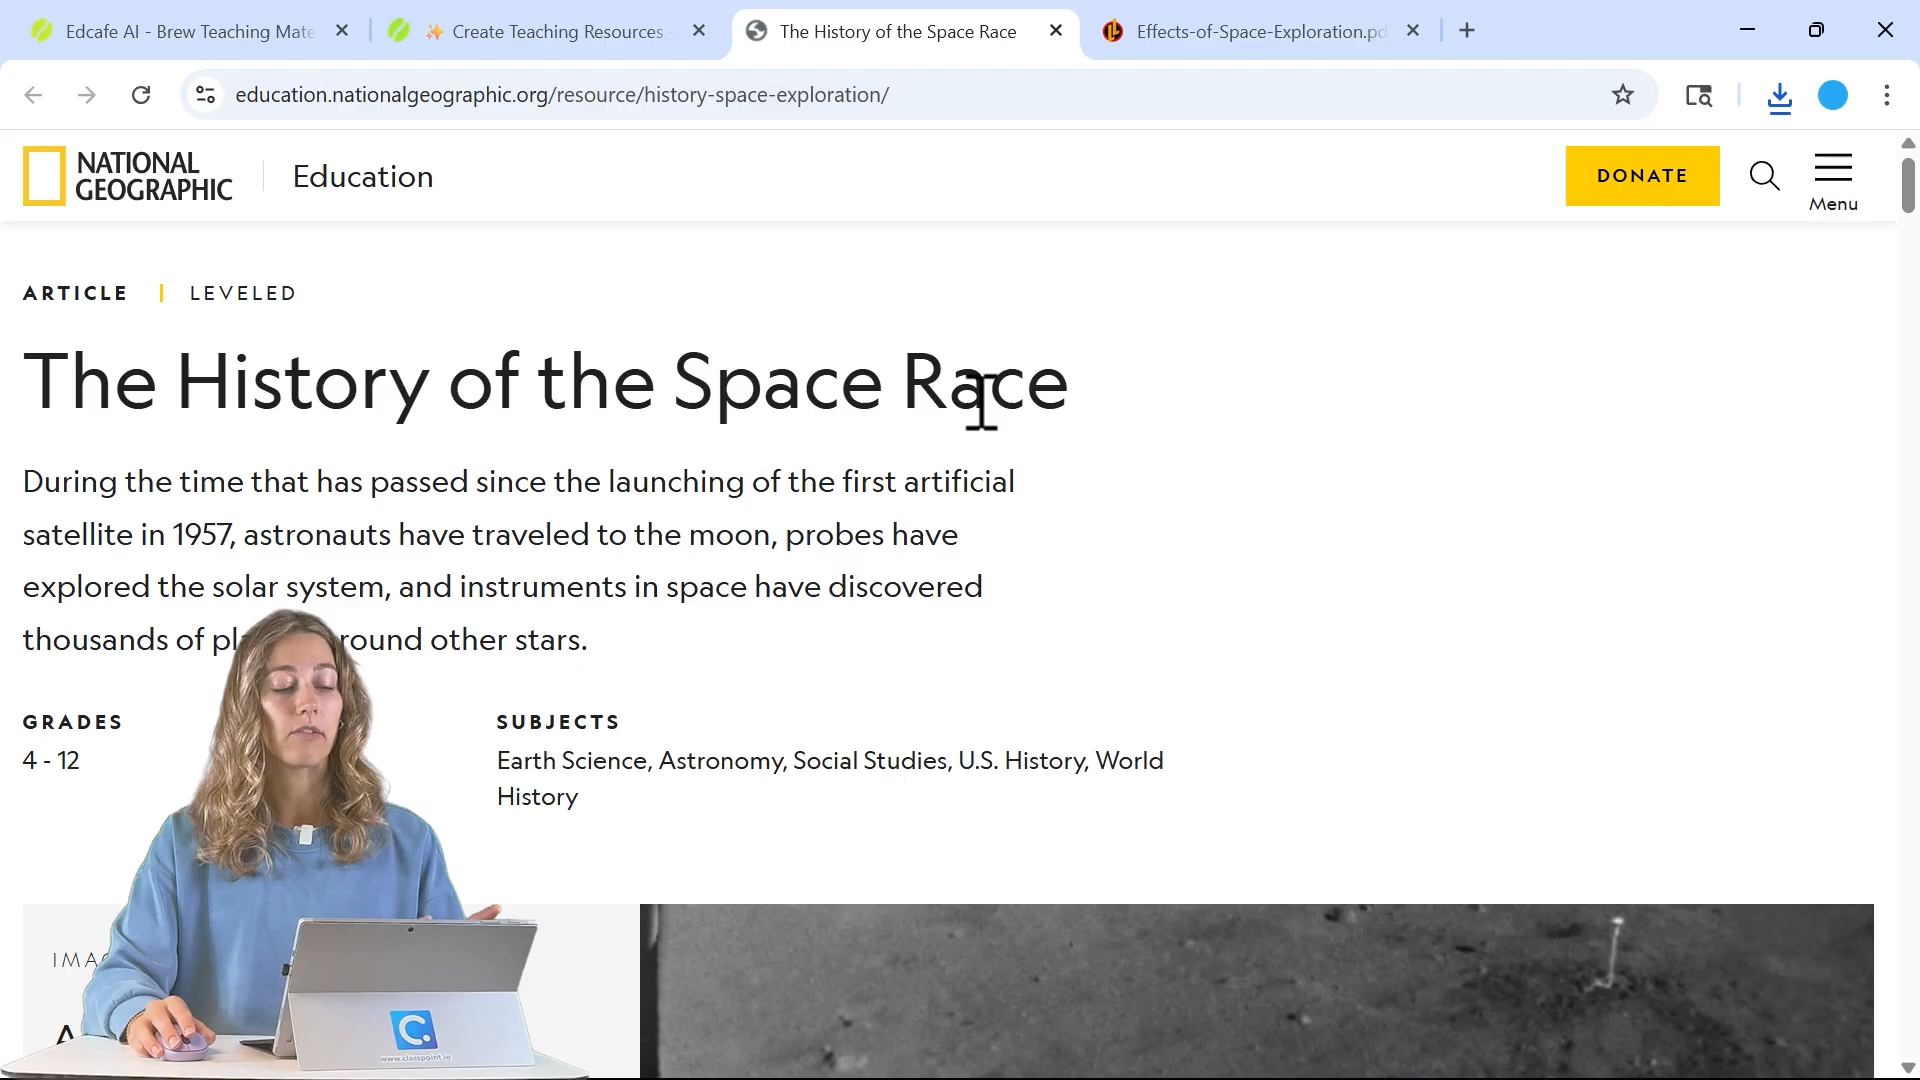 Edcafe AI - Brew Teaching Mate
✨ Create Teaching Resources -
The History of the Space Race
Effects-of-Space-Exploration.pd
education.nationalgeographic.org/resource/history-space-exploration/
NATIONAL
GEOGRAPHIC
Education
DONATE
Menu
ARTICLE | LEVELED
The History of the Space Race
During the time that has passed since the launching of the first artificial
satellite in 1957, astronauts have traveled to the moon, probes have
explored the solar system, and instruments in space have discovered
thousands of pl round other stars.
GRADES
4 - 12
SUBJECTS
Earth Science, Astronomy, Social Studies, U.S. History, World
History
IMA
A
C.
www.classpoint.io